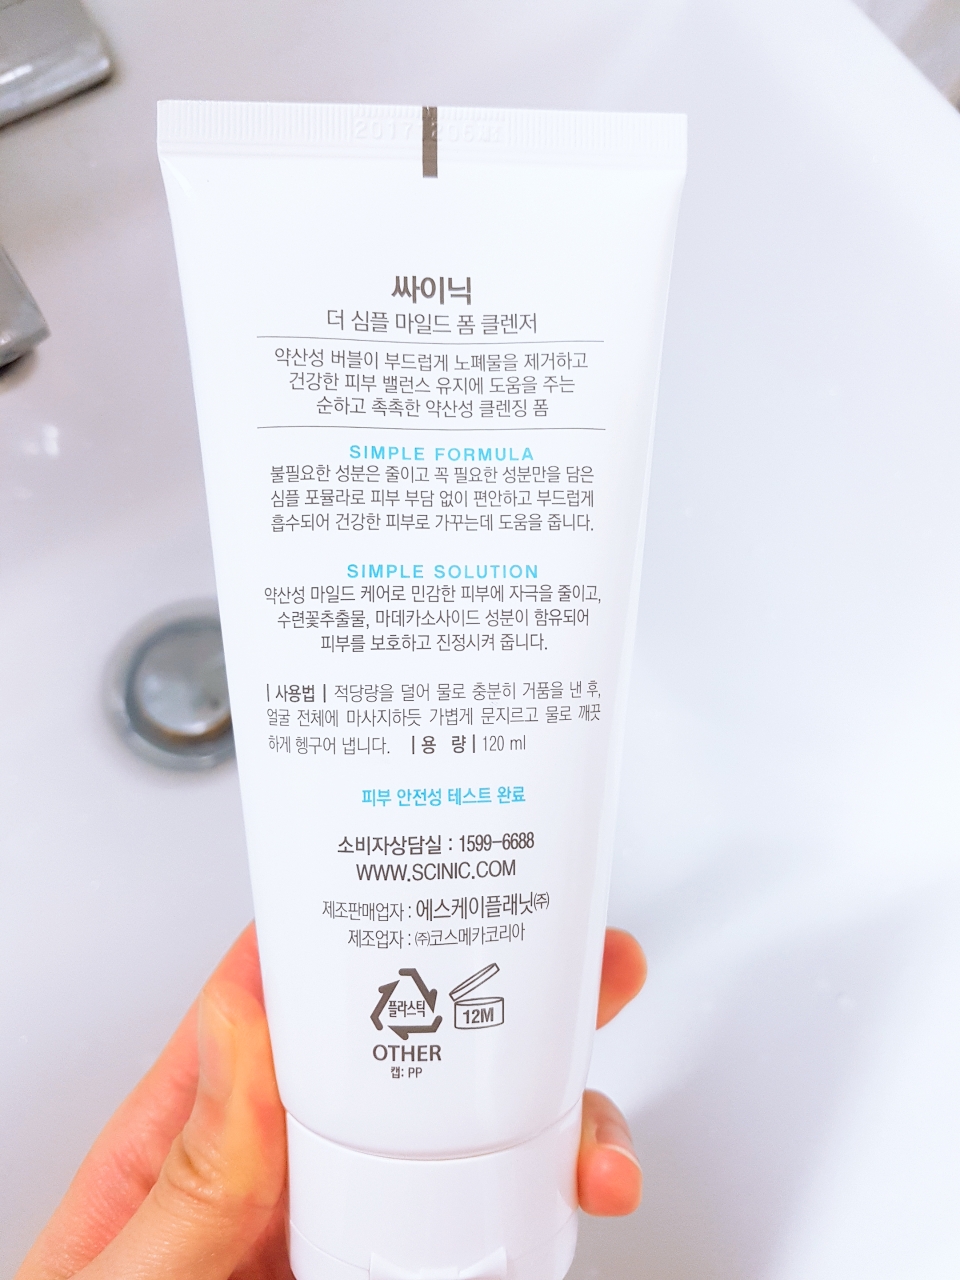 싸이닉
더 심플 마일드 폼 클렌저
약산성 버블이 부드럽게 노폐물을 제거하고
건강한 피부 밸런스 유지에 도움을 주는
순하고 촉촉한 약산성 클렌징 폼
SIMPLE FORMULA
불필요한 성분은 줄이고 꼭 필요한 성분만을 담은
심플 포뮬라로 피부 부담 없이 편안하고 부드럽게
흡수되어 건강한 피부로 가꾸는데 도움을 줍니다.
SIMPLE SOLUTION
약산성 마일드 케어로 민감한 피부에 자극을 줄이고,
수련꽃추출물, 마데카소사이드 성분이 함유되어
피부를 보호하고 진정시켜 줍니다.
| 사용법 | 적당량을 덜어 물로 충분히 거품을 낸 후,
얼굴 전체에 마사지하듯 가볍게 문지르고 물로 깨끗
하게 헹구어 냅니다. | 용 량 | 120 ml
피부 안전성 테스트 완료
소비자상담실 : 1599-6688
WWW.SCINIC.COM
제조판매업자 : 에스케이플래닛㈜
제조업자 : ㈜코스메카코리아
플라스틱
12M
OTHER
캡: PP